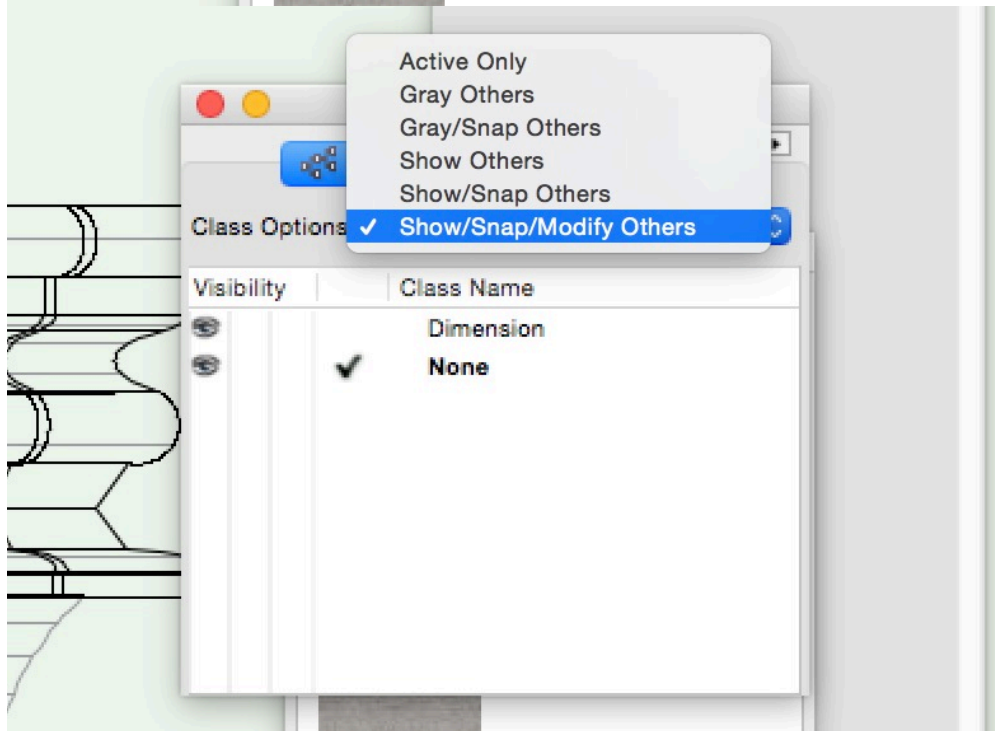 Active Only
Gray Others
Gray/Snap Others
Show Others
Show/Snap Others
Class Options ✓ Show/Snap/Modify Others
Visibility Class Name
Dimension
None